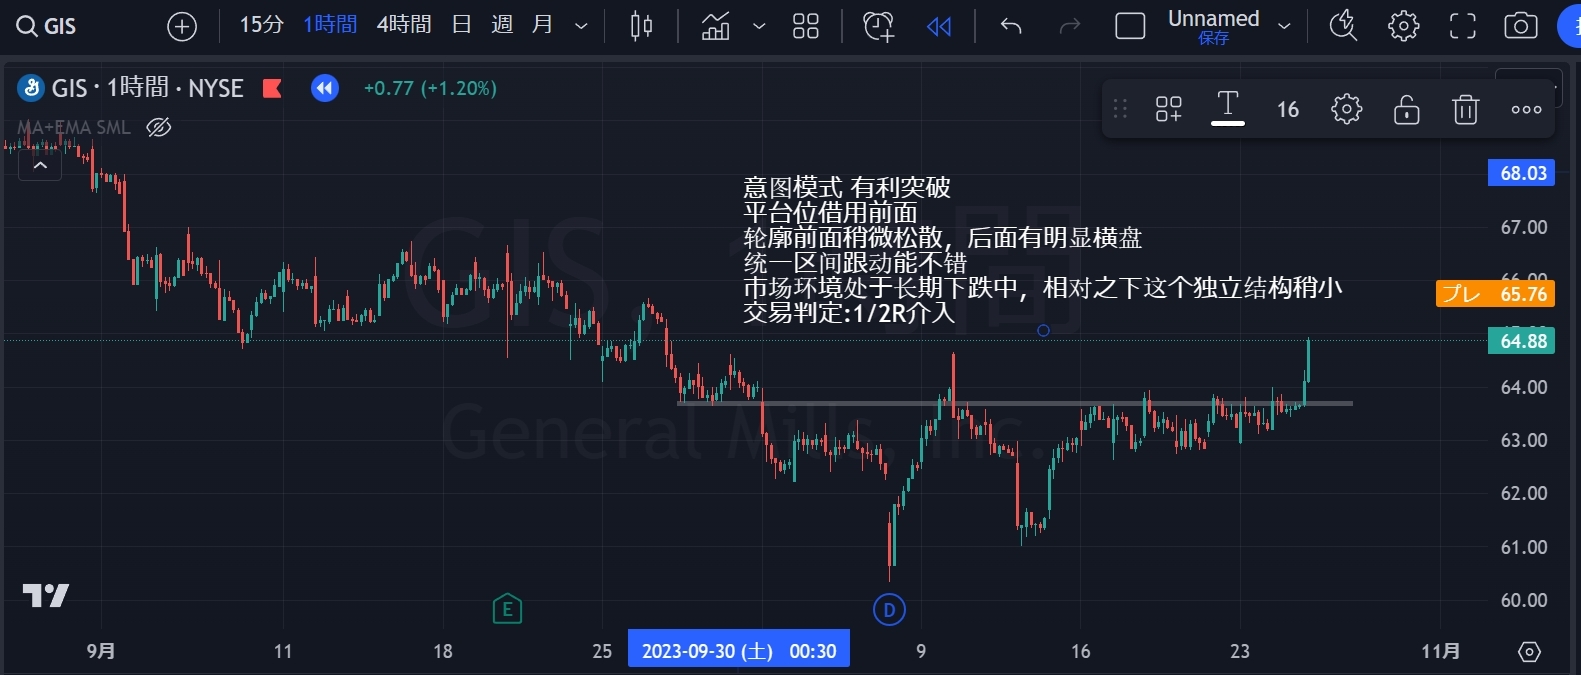 GIS
15分 1時間 4時間 日 週 月
Unnamed
保存
GIS · 1時間 · NYSE
+0.77 (+1.20%)
MA+EMA SML
T 16
意图模式 有利突破
平台位借用前面
轮廓前面稍微松散，后面有明显横盘
统一区间跟动能不错
市场环境处于长期下跌中，相对之下这个独立结构稍小
交易判定:1/2R介入
General Mills, Inc.
68.03
67.00
66.00
プレ 65.76
64.88
64.00
63.00
62.00
61.00
60.00
E
D
9月 11 18 25 2023-09-30 (土) 00:30 9 16 23 11月